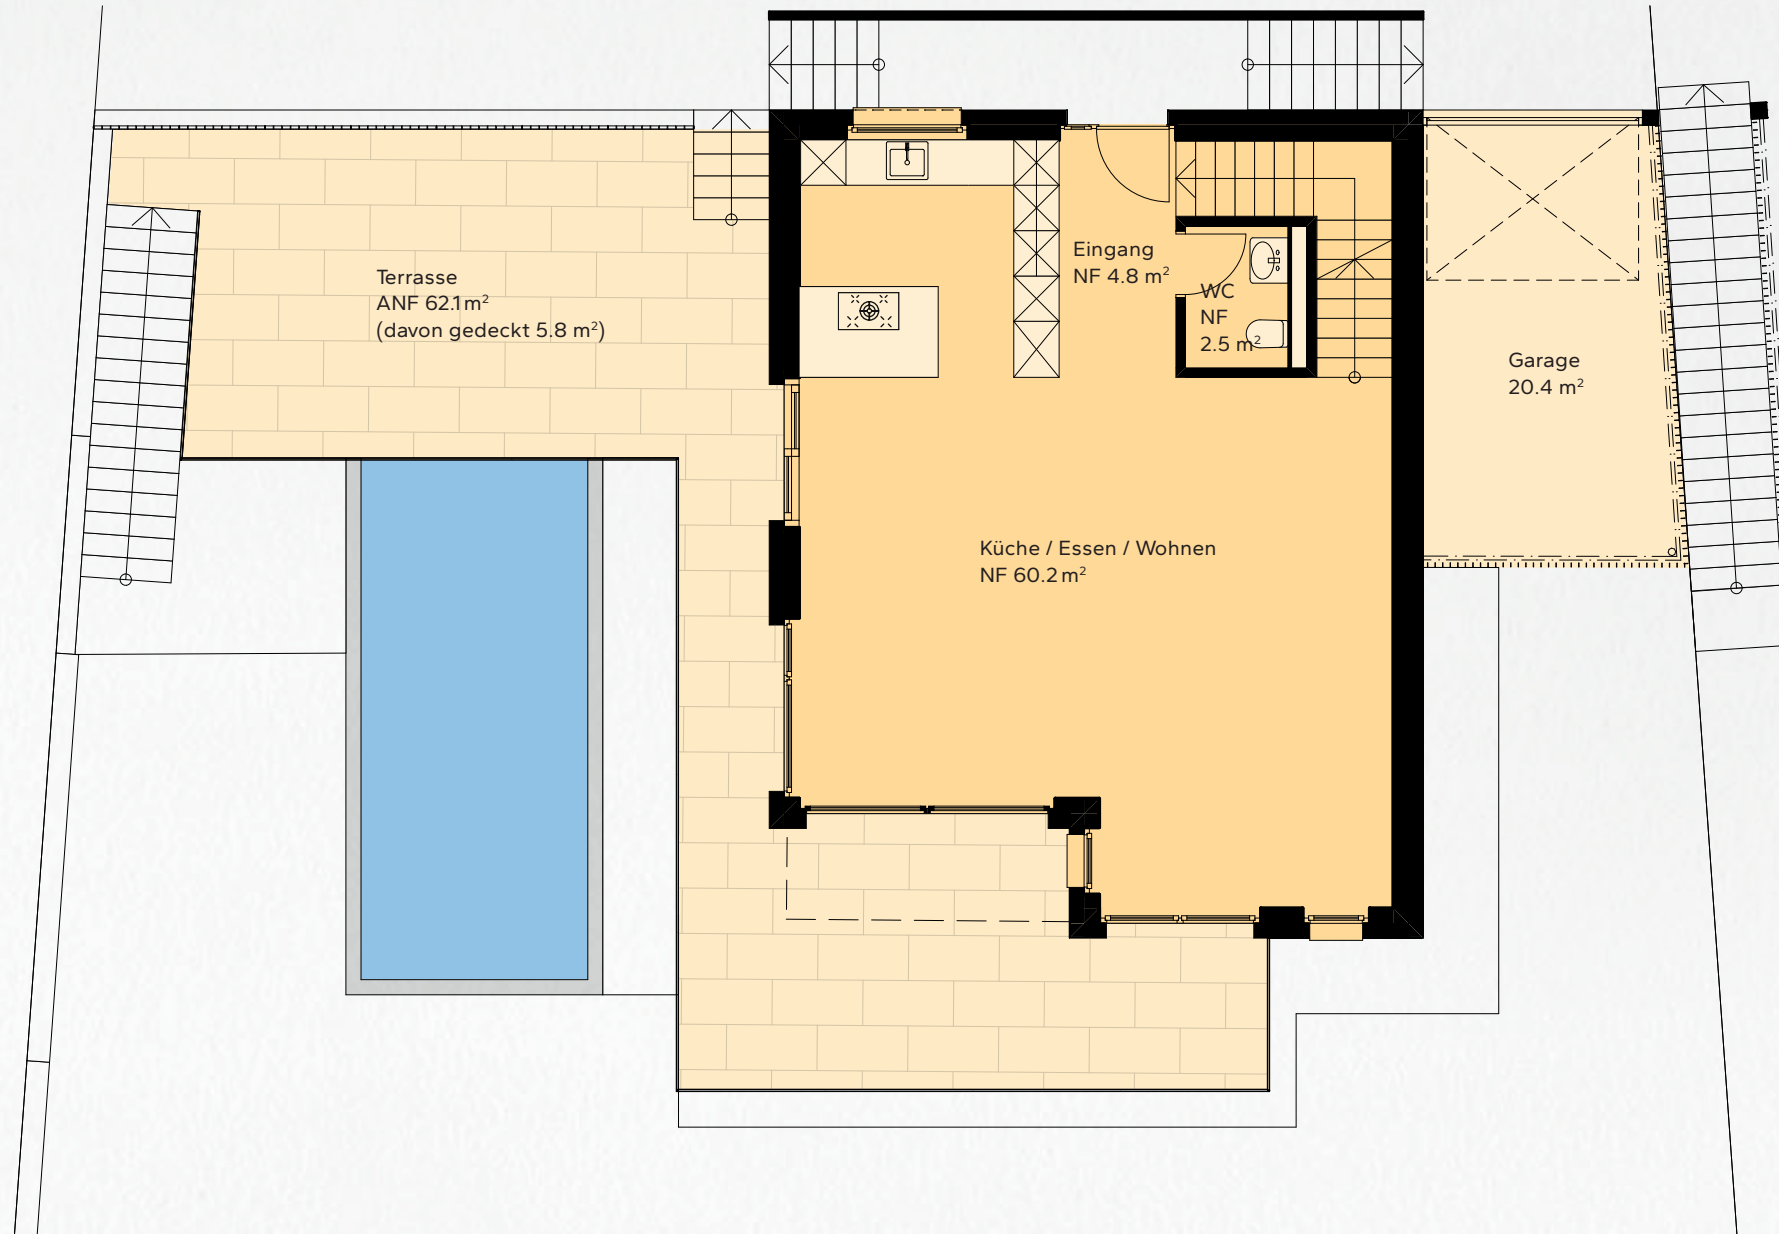 Terrasse
ANF 62.1 m²
(davon gedeckt 5.8 m²)
Eingang
NF 4.8 m²
WC
NF
2.5 m²
Garage
20.4 m²
Küche / Essen / Wohnen
NF 60.2 m²